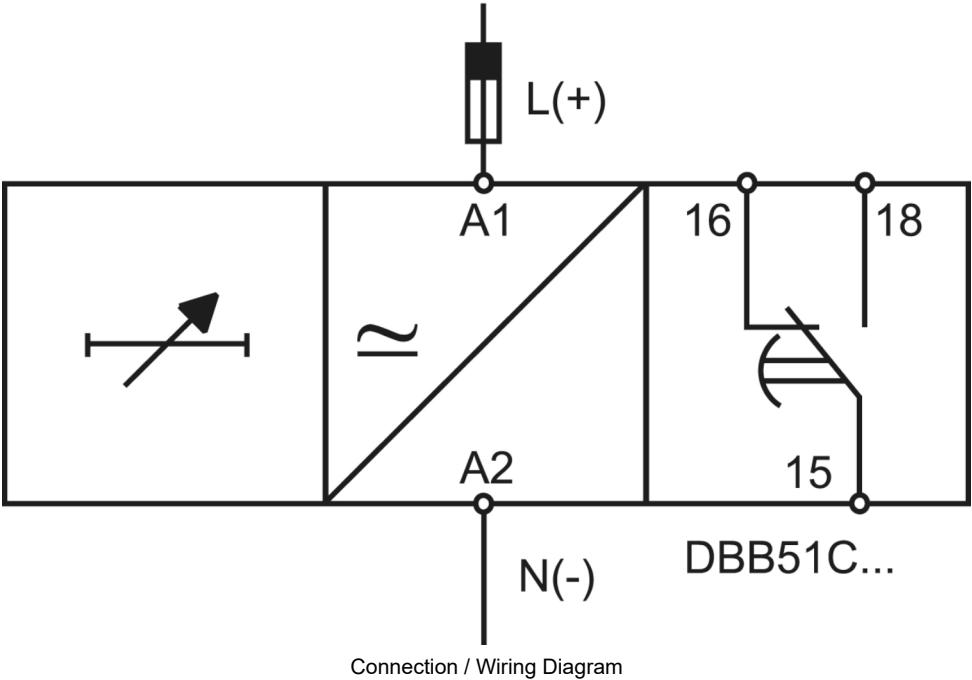 L(+)
A1
16
18
≃
A2
15
N(-)
DBB51C...
Connection / Wiring Diagram